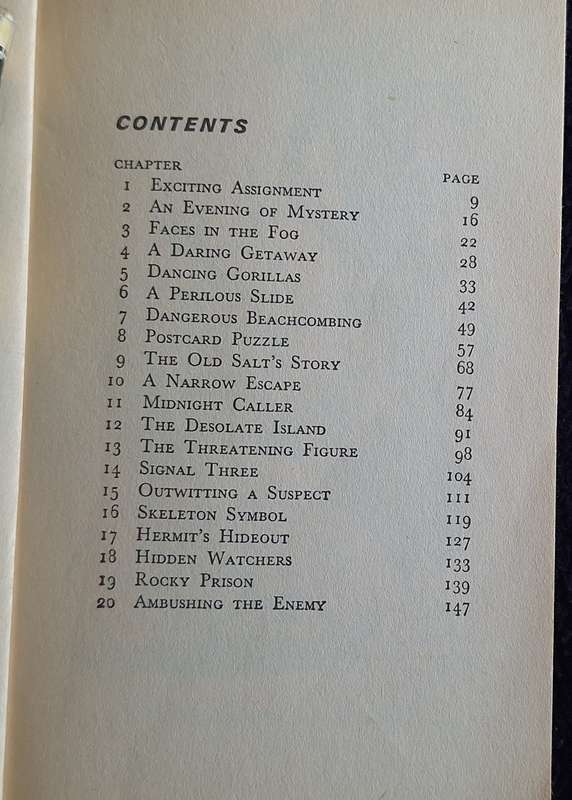 CONTENTS
CHAPTER PAGE
1 Exciting Assignment 9
2 An Evening of Mystery 16
3 Faces in the Fog 22
4 A Daring Getaway 28
5 Dancing Gorillas 33
6 A Perilous Slide 42
7 Dangerous Beachcombing 49
8 Postcard Puzzle 57
9 The Old Salt's Story 68
10 A Narrow Escape 77
11 Midnight Caller 84
12 The Desolate Island 91
13 The Threatening Figure 98
14 Signal Three 104
15 Outwitting a Suspect 111
16 Skeleton Symbol 119
17 Hermit's Hideout 127
18 Hidden Watchers 133
19 Rocky Prison 139
20 Ambushing the Enemy 147